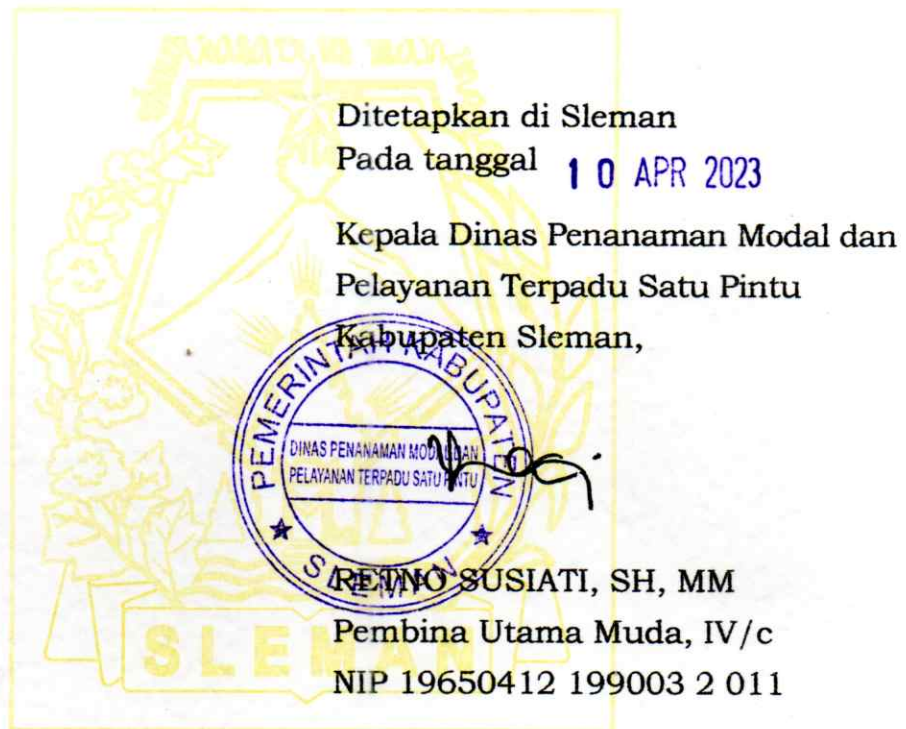 Ditetapkan di Sleman
Pada tanggal 10 APR 2023
Kepala Dinas Penanaman Modal dan
Pelayanan Terpadu Satu Pintu
Kabupaten Sleman,
PEMERINTAH KABUPATEN
DINAS PENANAMAN MODAL DAN
PELAYANAN TERPADU SATU PINTU
SLEMAN
RETNO SUSIATI, SH, MM
Pembina Utama Muda, IV/c
NIP 19650412 199003 2 011
SLEMAN